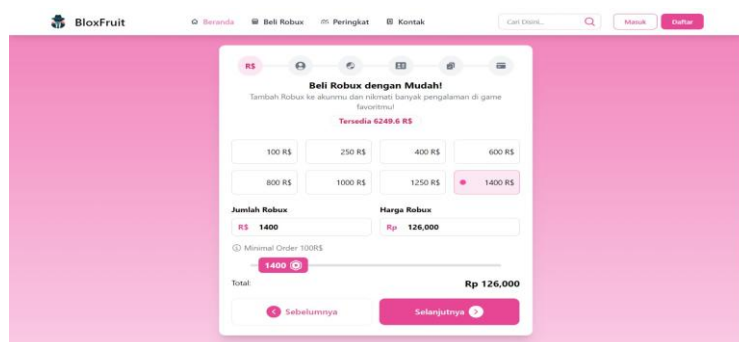 BloxFruit
Beranda Beli Robux Peringkat Kontak Cari Disini... Masuk Daftar
R$
Beli Robux dengan Mudah!
Tambah Robux ke akunmu dan nikmati banyak pengalaman di game
favoritmu!
Tersedia 6249.6 R$
100 R$ 250 R$ 400 R$ 600 R$
800 R$ 1000 R$ 1250 R$ 1400 R$
Jumlah Robux Harga Robux
R$ 1400 Rp 126,000
Minimal Order 100R$
1400
Total: Rp 126,000
Sebelumnya Selanjutnya